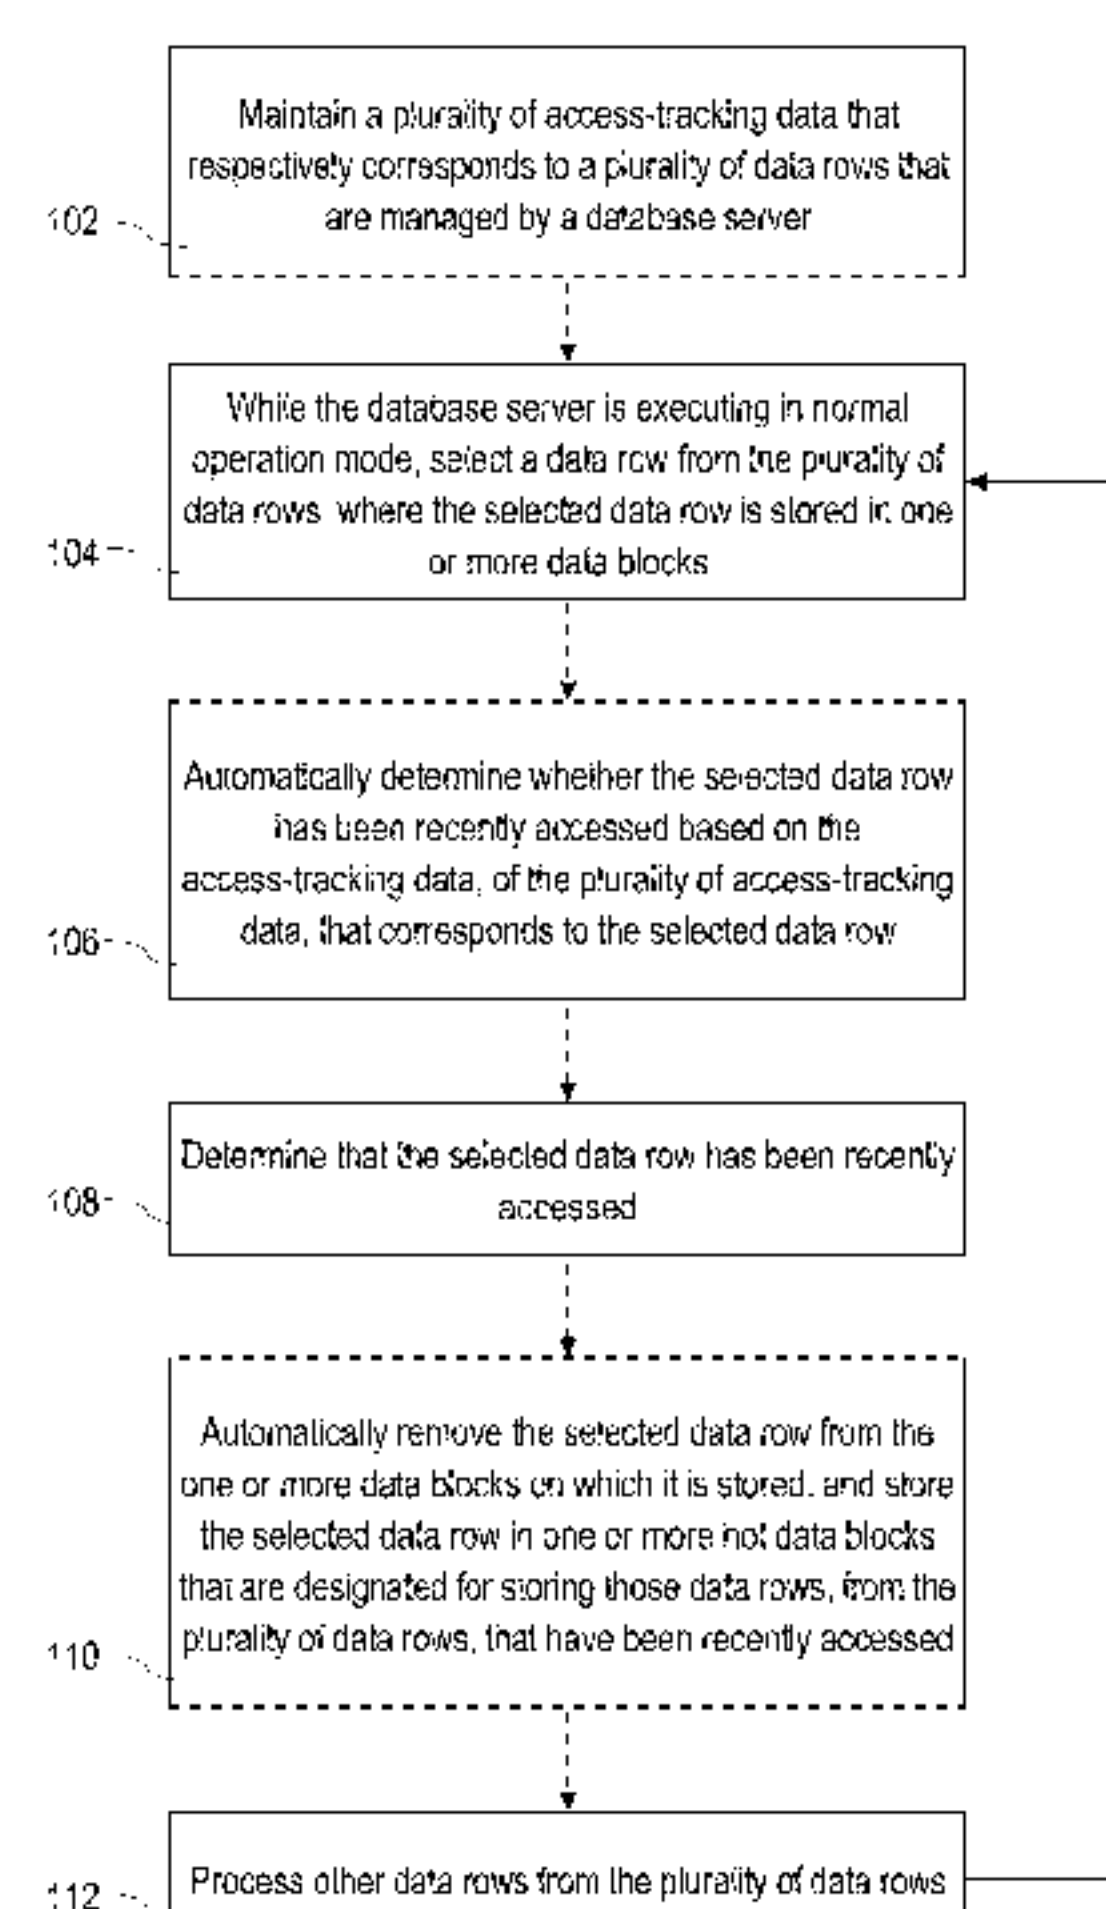 Maintain a plurality of access-tracking data that
respectively corresponds to a plurality of data rows that
are managed by a database server
102
While the database server is executing in normal
operation mode, select a data row from the plurality of
data rows where the selected data row is stored in one
or more data blocks
104
Automatically determine whether the selected data row
has been recently accessed based on the
access-tracking data, of the plurality of access-tracking
data, that corresponds to the selected data row
106
Determine that the selected data row has been recently
accessed
108
Automatically remove the selected data row from the
one or more data blocks on which it is stored, and store
the selected data row in one or more hot data blocks
that are designated for storing those data rows, from the
plurality of data rows, that have been recently accessed
110
Process other data rows from the plurality of data rows
112